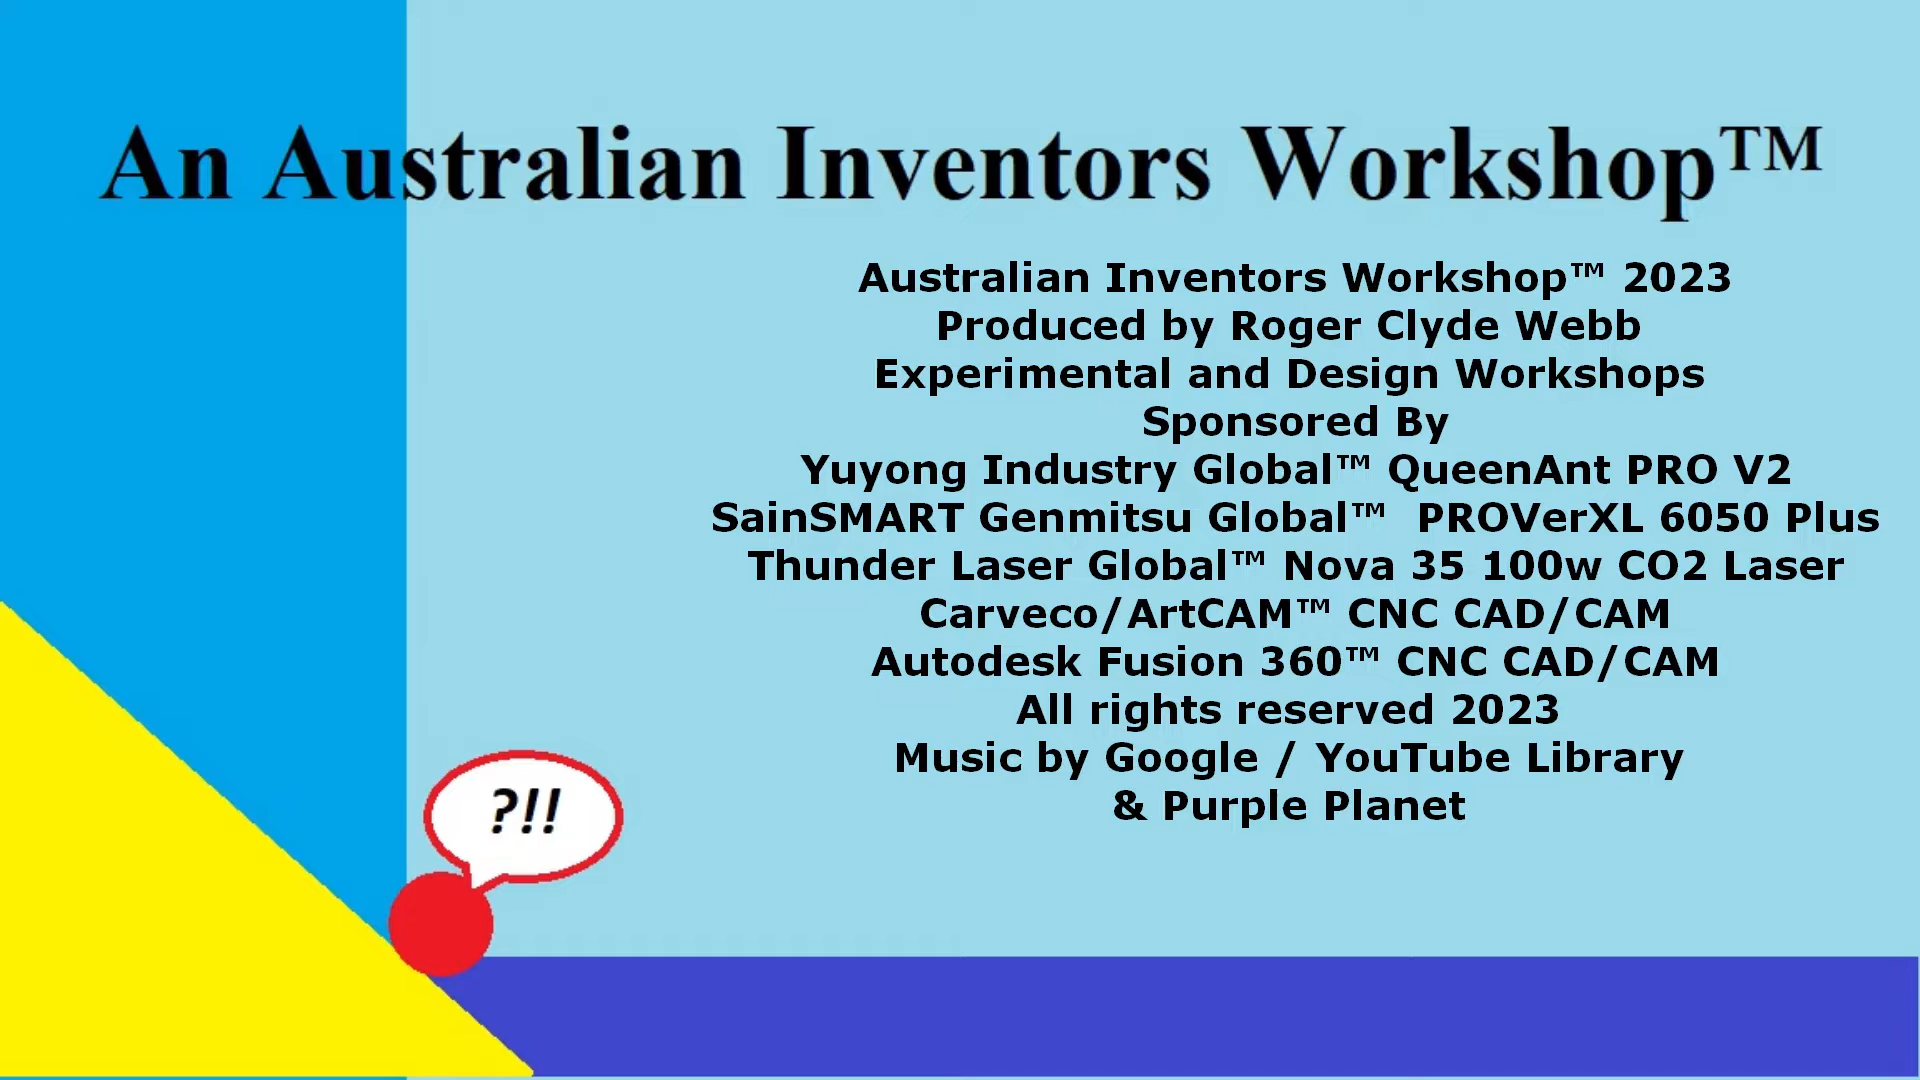 An Australian Inventors Workshop™
Australian Inventors Workshop™ 2023
Produced by Roger Clyde Webb
Experimental and Design Workshops
Sponsored By
Yuyong Industry Global™ QueenAnt PRO V2
SainSMART Genmitsu Global™ PROVerXL 6050 Plus
Thunder Laser Global™ Nova 35 100w CO2 Laser
Carveco/ArtCAM™ CNC CAD/CAM
Autodesk Fusion 360™ CNC CAD/CAM
All rights reserved 2023
Music by Google / YouTube Library
& Purple Planet
?!!